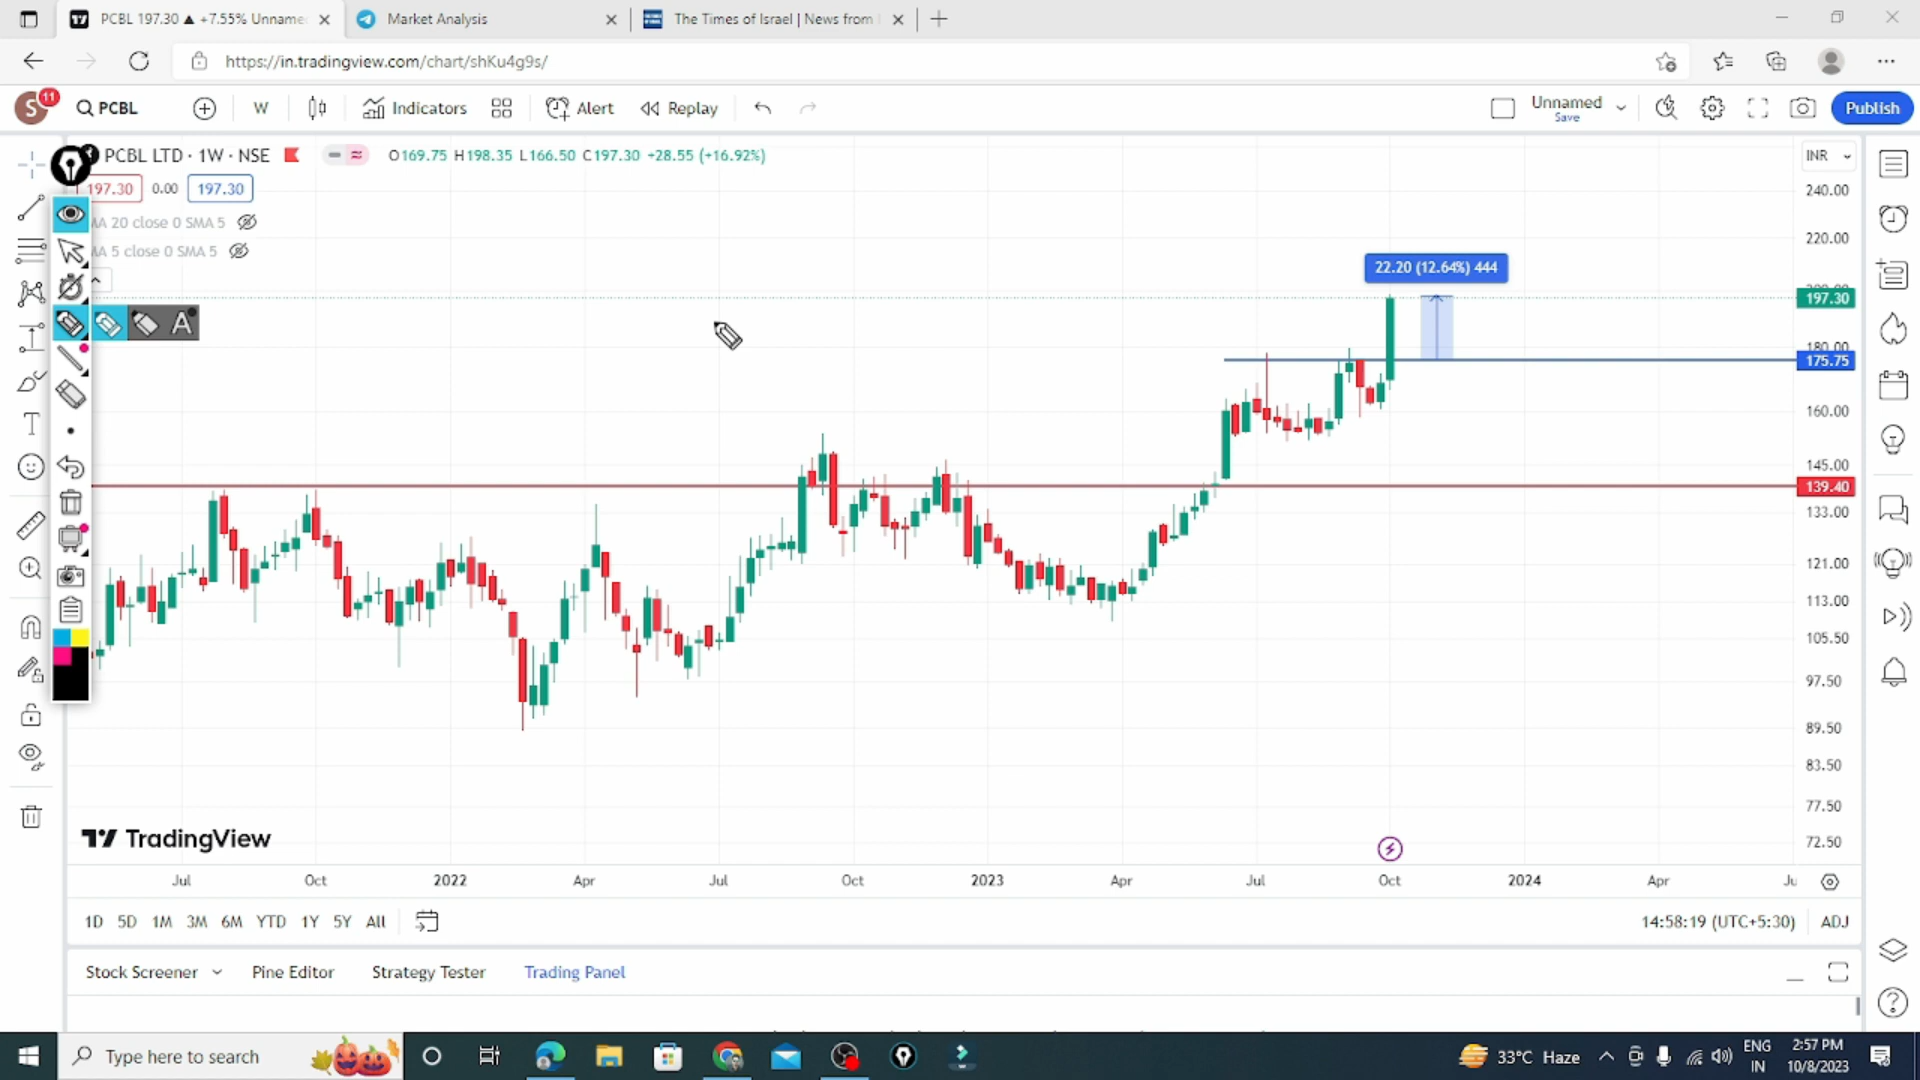 PCBL 197.30 ▲ +7.55% Unname
Market Analysis
The Times of Israel | News from
https://in.tradingview.com/chart/shKu4g9s/
S
11
PCBL
W
Indicators
Alert
Replay
Unnamed
Save
Publish
PCBL LTD · 1W · NSE
O169.75 H198.35 L166.50 C197.30 +28.55 (+16.92%)
INR
197.30
0.00
197.30
MA 20 close 0 SMA 5
MA 5 close 0 SMA 5
A
T
22.20 (12.64%) 444
240.00
220.00
197.30
180.00
175.75
160.00
145.00
139.40
133.00
121.00
113.00
105.50
97.50
89.50
83.50
77.50
72.50
TradingView
Jul
Oct
2022
Apr
Jul
Oct
2023
Apr
Jul
Oct
2024
Apr
1D 5D 1M 3M 6M YTD 1Y 5Y All
14:58:19 (UTC+5:30)
ADJ
Stock Screener
Pine Editor
Strategy Tester
Trading Panel
Type here to search
33°C Haze
ENG
IN
2:57 PM
10/8/2023